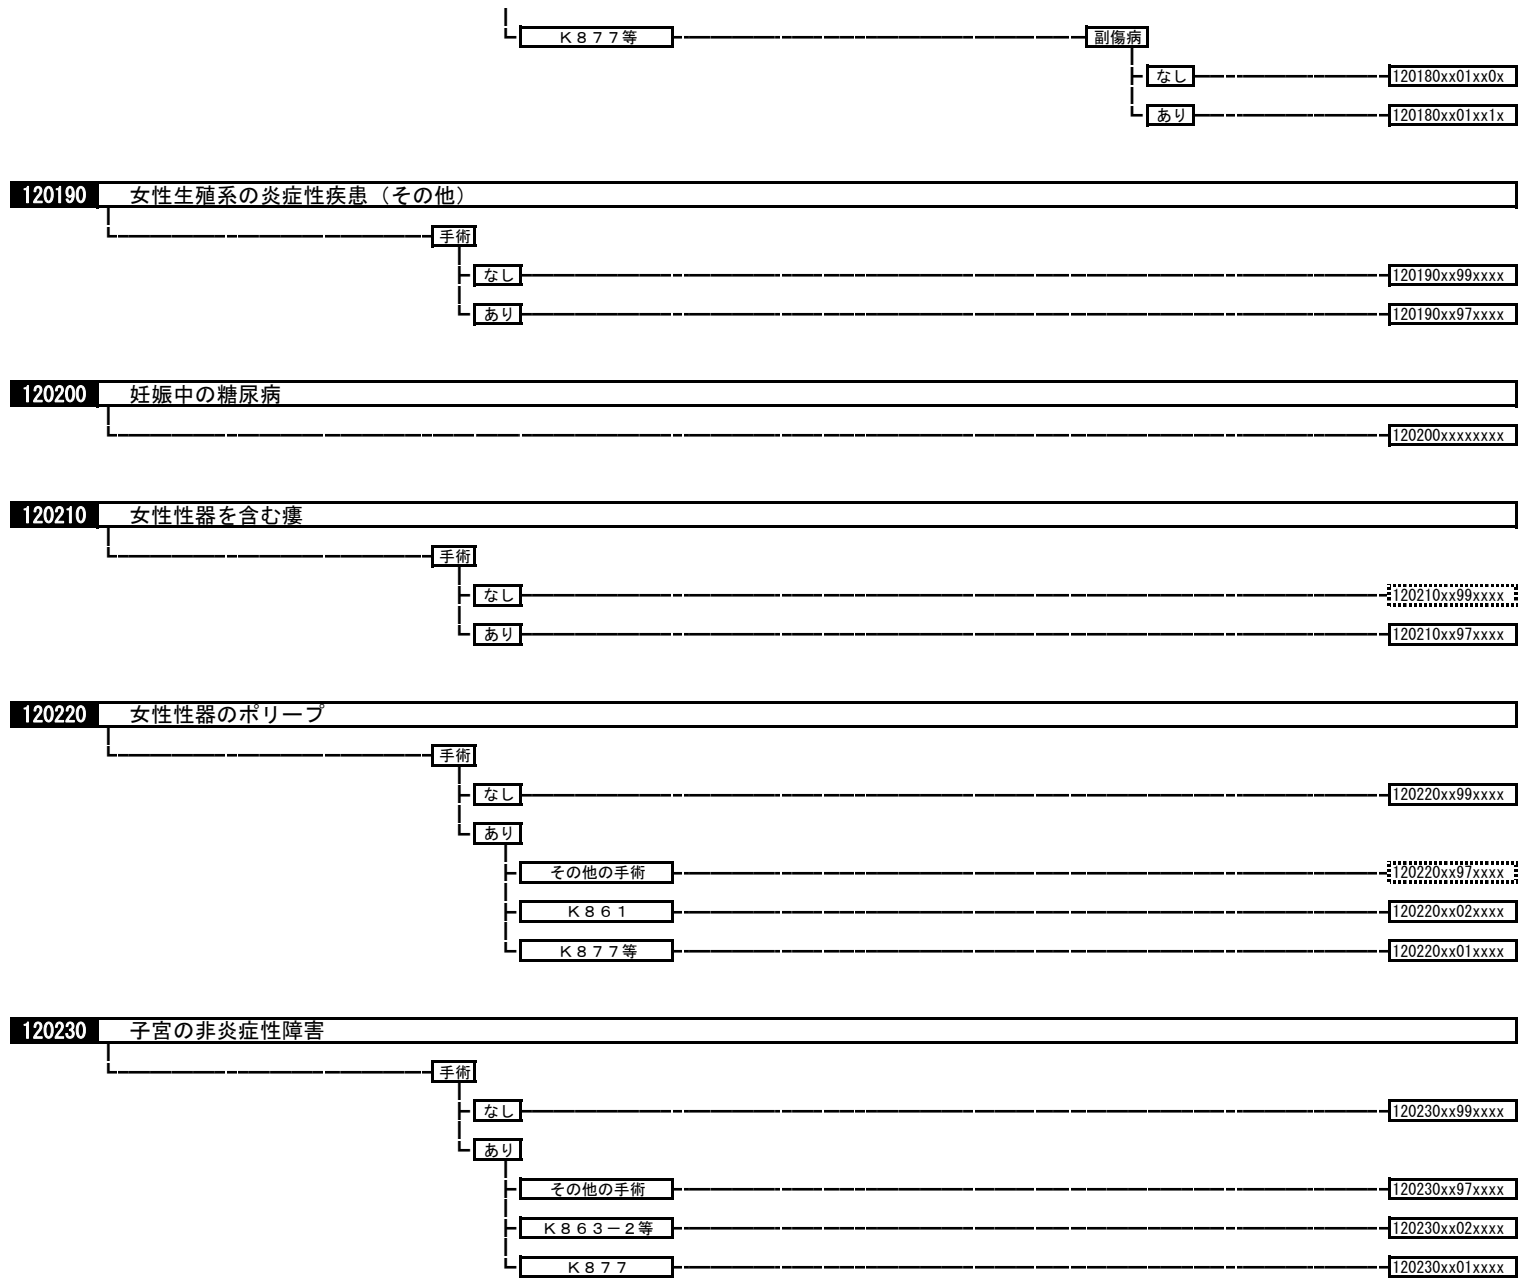 K877等 副傷病
なし 120180xx01xx0x
あり 120180xx01xx1x
120190 女性生殖系の炎症性疾患（その他）
手術
なし 120190xx99xxxx
あり 120190xx97xxxx
120200 妊娠中の糖尿病
120200xxxxxxxx
120210 女性性器を含む瘻
手術
なし 120210xx99xxxx
あり 120210xx97xxxx
120220 女性性器のポリープ
手術
なし 120220xx99xxxx
あり
その他の手術 120220xx97xxxx
K861 120220xx02xxxx
K877等 120220xx01xxxx
120230 子宮の非炎症性障害
手術
なし 120230xx99xxxx
あり
その他の手術 120230xx97xxxx
K863－2等 120230xx02xxxx
K877 120230xx01xxxx